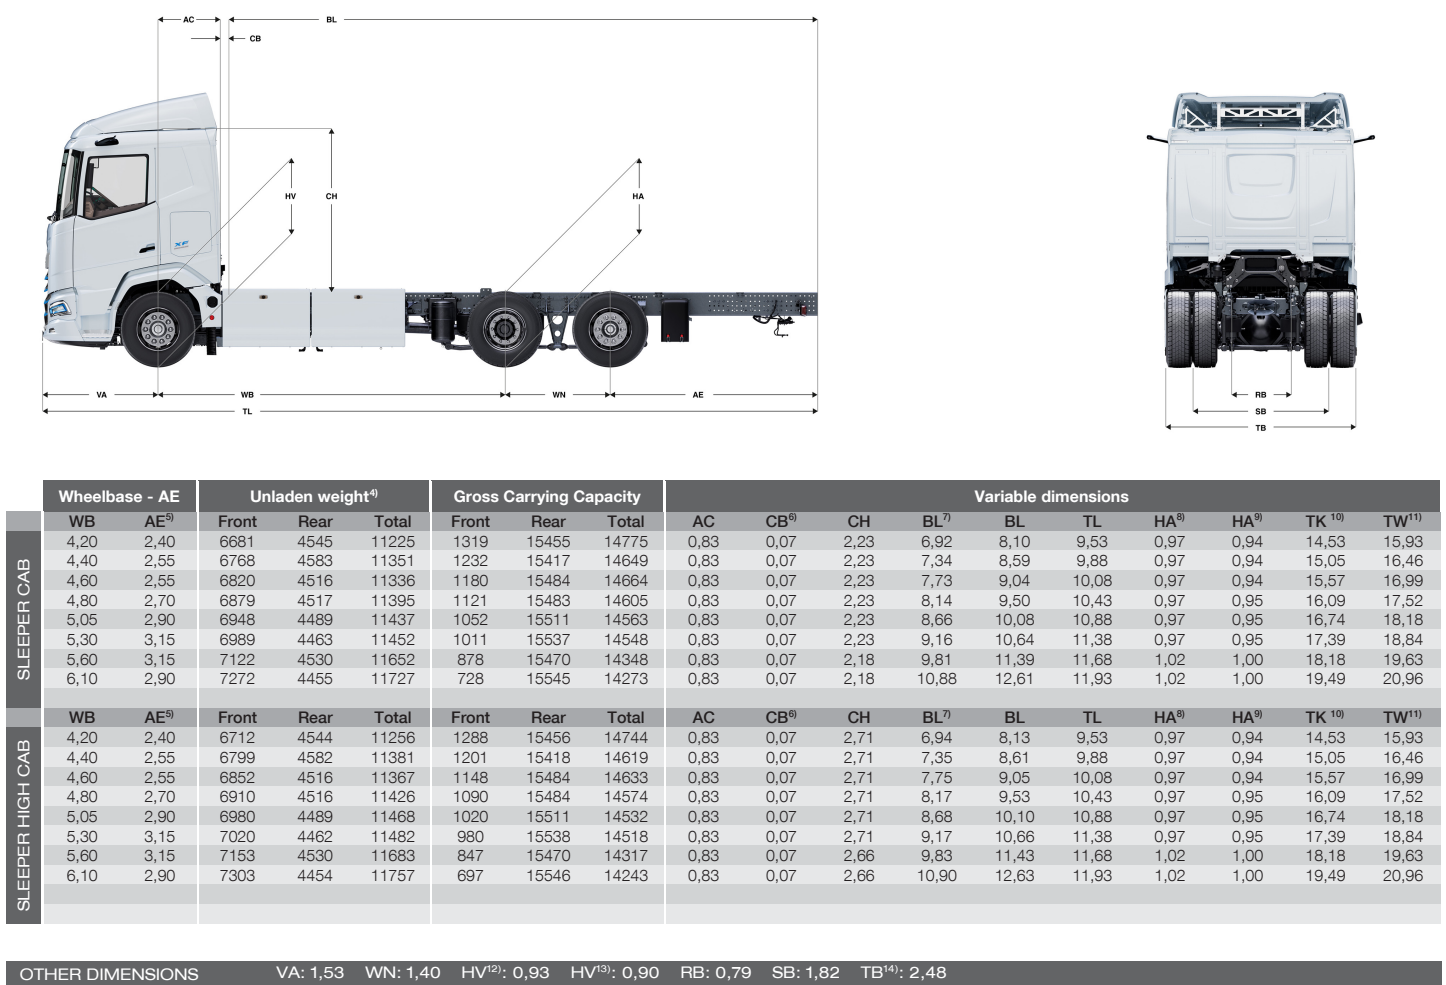 AC BL
CB
HV CH HA
XF
VA WB WN AE
TL
RB
SB
TB
Wheelbase - AE Unladen weight4) Gross Carrying Capacity Variable dimensions
WB AE5) Front Rear Total Front Rear Total AC CB6) CH BL7) BL TL HA8) HA9) TK 10) TW11)
SLEEPER CAB
4,20 2,40 6681 4545 11225 1319 15455 14775 0,83 0,07 2,23 6,92 8,10 9,53 0,97 0,94 14,53 15,93
4,40 2,55 6768 4583 11351 1232 15417 14649 0,83 0,07 2,23 7,34 8,59 9,88 0,97 0,94 15,05 16,46
4,60 2,55 6820 4516 11336 1180 15484 14664 0,83 0,07 2,23 7,73 9,04 10,08 0,97 0,94 15,57 16,99
4,80 2,70 6879 4517 11395 1121 15483 14605 0,83 0,07 2,23 8,14 9,50 10,43 0,97 0,95 16,09 17,52
5,05 2,90 6948 4489 11437 1052 15511 14563 0,83 0,07 2,23 8,66 10,08 10,88 0,97 0,95 16,74 18,18
5,30 3,15 6989 4463 11452 1011 15537 14548 0,83 0,07 2,23 9,16 10,64 11,38 0,97 0,95 17,39 18,84
5,60 3,15 7122 4530 11652 878 15470 14348 0,83 0,07 2,18 9,81 11,39 11,68 1,02 1,00 18,18 19,63
6,10 2,90 7272 4455 11727 728 15545 14273 0,83 0,07 2,18 10,88 12,61 11,93 1,02 1,00 19,49 20,96
WB AE5) Front Rear Total Front Rear Total AC CB6) CH BL7) BL TL HA8) HA9) TK 10) TW11)
SLEEPER HIGH CAB
4,20 2,40 6712 4544 11256 1288 15456 14744 0,83 0,07 2,71 6,94 8,13 9,53 0,97 0,94 14,53 15,93
4,40 2,55 6799 4582 11381 1201 15418 14619 0,83 0,07 2,71 7,35 8,61 9,88 0,97 0,94 15,05 16,46
4,60 2,55 6852 4516 11367 1148 15484 14633 0,83 0,07 2,71 7,75 9,05 10,08 0,97 0,94 15,57 16,99
4,80 2,70 6910 4516 11426 1090 15484 14574 0,83 0,07 2,71 8,17 9,53 10,43 0,97 0,95 16,09 17,52
5,05 2,90 6980 4489 11468 1020 15511 14532 0,83 0,07 2,71 8,68 10,10 10,88 0,97 0,95 16,74 18,18
5,30 3,15 7020 4462 11482 980 15538 14518 0,83 0,07 2,71 9,17 10,66 11,38 0,97 0,95 17,39 18,84
5,60 3,15 7153 4530 11683 847 15470 14317 0,83 0,07 2,66 9,83 11,43 11,68 1,02 1,00 18,18 19,63
6,10 2,90 7303 4454 11757 697 15546 14243 0,83 0,07 2,66 10,90 12,63 11,93 1,02 1,00 19,49 20,96
OTHER DIMENSIONS VA: 1,53 WN: 1,40 HV12): 0,93 HV13): 0,90 RB: 0,79 SB: 1,82 TB14): 2,48